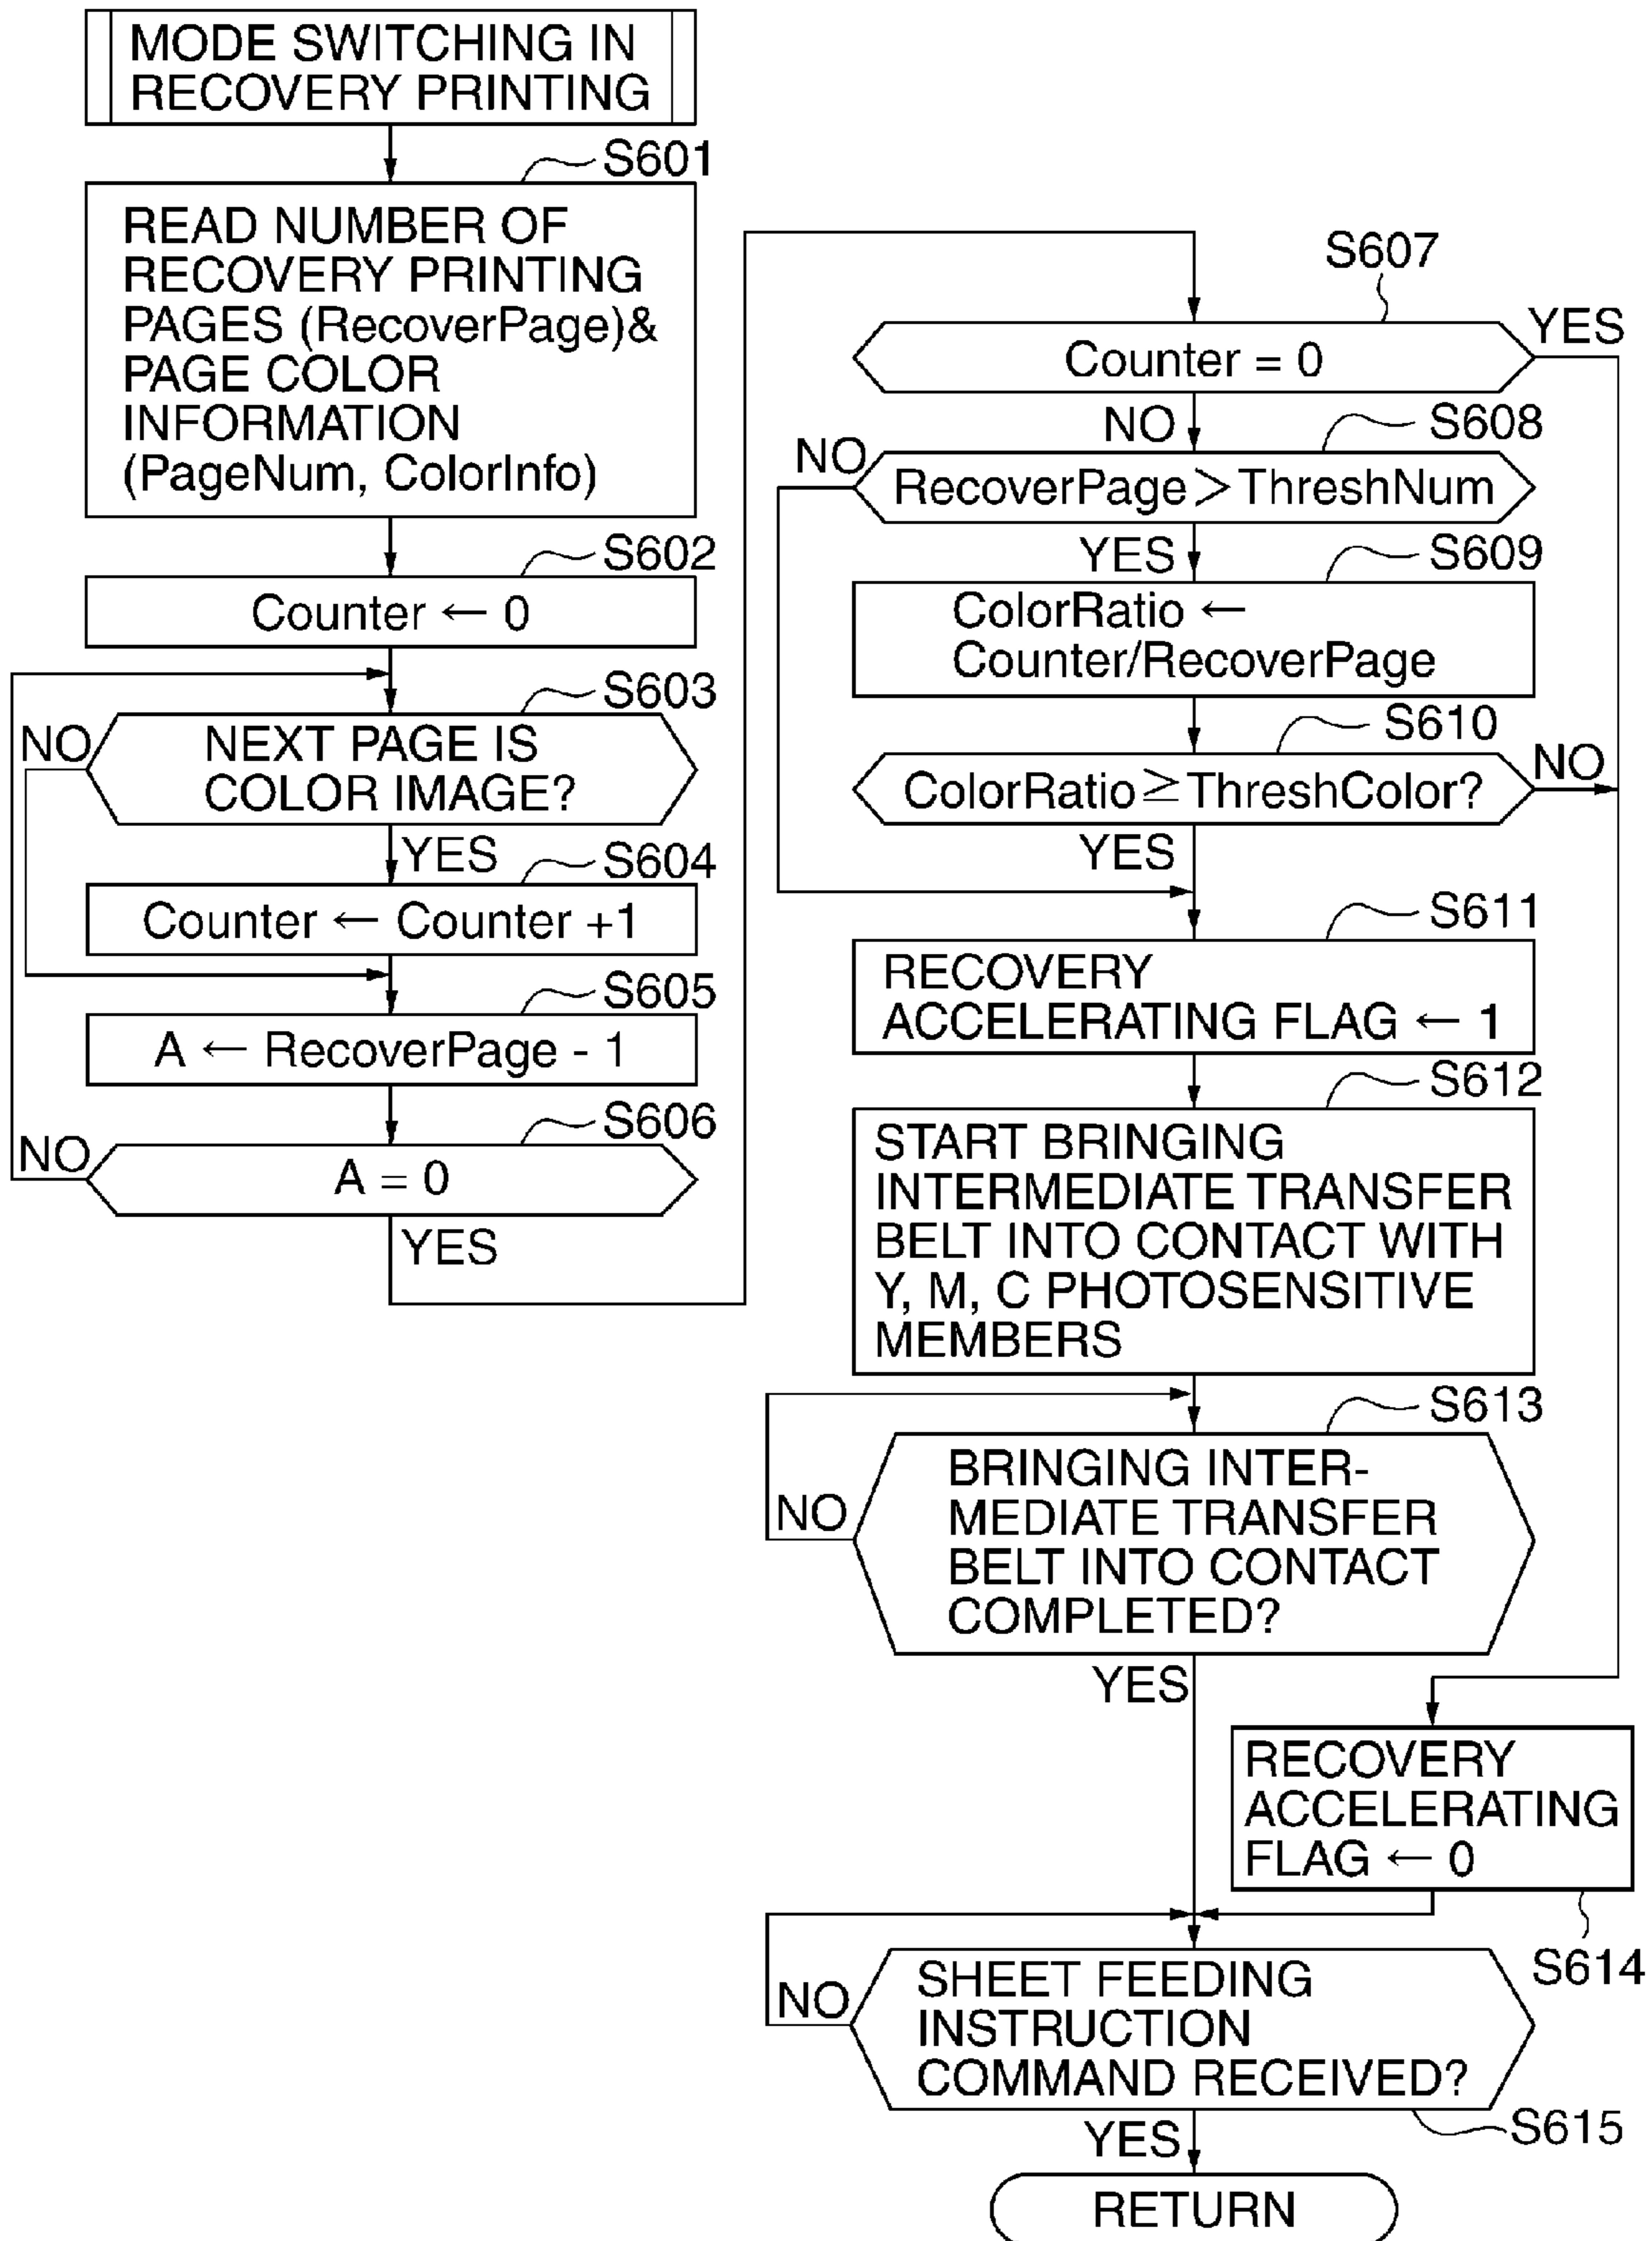 MODE SWITCHING IN
RECOVERY PRINTING
S601
READ NUMBER OF
RECOVERY PRINTING
PAGES (RecoverPage)&
PAGE COLOR
INFORMATION
(PageNum, ColorInfo)
S602
Counter ← 0
S603
NO
NEXT PAGE IS
COLOR IMAGE?
YES
S604
Counter ← Counter +1
S605
A ← RecoverPage - 1
S606
NO
A = 0
YES
S607
YES
Counter = 0
NO
S608
NO
RecoverPage > ThreshNum
YES
S609
ColorRatio ←
Counter/RecoverPage
S610
NO
ColorRatio ≧ ThreshColor?
YES
S611
RECOVERY
ACCELERATING FLAG ← 1
S612
START BRINGING
INTERMEDIATE TRANSFER
BELT INTO CONTACT WITH
Y, M, C PHOTOSENSITIVE
MEMBERS
S613
BRINGING INTER-
MEDIATE TRANSFER
BELT INTO CONTACT
COMPLETED?
NO
YES
RECOVERY
ACCELERATING
FLAG ← 0
S614
SHEET FEEDING
INSTRUCTION
COMMAND RECEIVED?
NO
S615
YES
RETURN